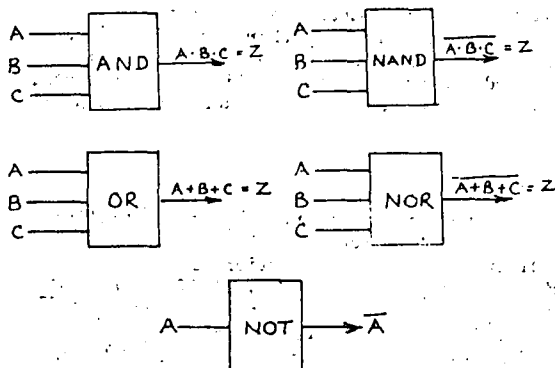 A
B
C
AND
A·B·C = Z
A
B
C
NAND
A̅·̅B̅·̅C̅ = Z
A
B
C
OR
A+B+C = Z
A
B
C
NOR
A̅+̅B̅+̅C̅ = Z
A
NOT
A̅